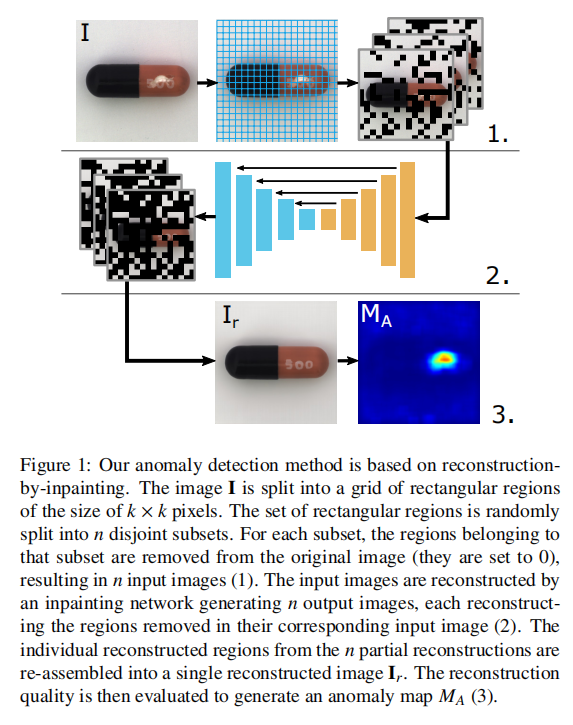 I
1.
2.
I_r
M_A
3.
500
Figure 1: Our anomaly detection method is based on reconstruction-
by-inpainting. The image I is split into a grid of rectangular regions
of the size of k × k pixels. The set of rectangular regions is randomly
split into n disjoint subsets. For each subset, the regions belonging to
that subset are removed from the original image (they are set to 0),
resulting in n input images (1). The input images are reconstructed by
an inpainting network generating n output images, each reconstruct-
ing the regions removed in their corresponding input image (2). The
individual reconstructed regions from the n partial reconstructions are
re-assembled into a single reconstructed image I_r. The reconstruction
quality is then evaluated to generate an anomaly map M_A (3).